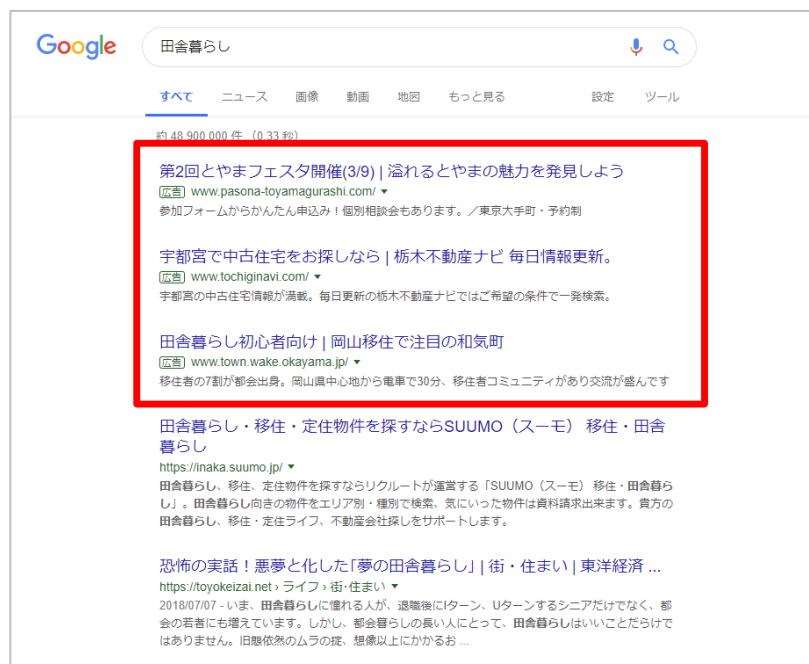 Google 田舎暮らし
すべて ニュース 画像 動画 地図 もっと見る 設定 ツール
約 48,900,000 件 （0.33 秒）
第2回とやまフェスタ開催(3/9) | 溢れるとやまの魅力を発見しよう
広告 www.pasona-toyamagurashi.com/
参加フォームからかんたん申込み！個別相談会もあります。／東京大手町・予約制
宇都宮で中古住宅をお探しなら | 栃木不動産ナビ 毎日情報更新。
広告 www.tochiginavi.com/
宇都宮の中古住宅情報が満載。毎日更新の栃木不動産ナビではご希望の条件で一発検索。
田舎暮らし初心者向け | 岡山移住で注目の和気町
広告 www.town.wake.okayama.jp/
移住者の7割が都会出身。岡山県中心地から電車で30分、移住者コミュニティがあり交流が盛んです
田舎暮らし・移住・定住物件を探すならSUUMO（スーモ） 移住・田舎
暮らし
https://inaka.suumo.jp/
田舎暮らし、移住、定住物件を探すならリクルートが運営する「SUUMO（スーモ） 移住・田舎暮ら
し」。田舎暮らし向きの物件をエリア別・種別で検索、気にいった物件は資料請求出来ます。貴方の
田舎暮らし、移住・定住ライフ、不動産会社探しをサポートします。
恐怖の実話！悪夢と化した「夢の田舎暮らし」 | 街・住まい | 東洋経済 ...
https://toyokeizai.net › ライフ › 街・住まい
2018/07/07 - いま、田舎暮らしに憧れる人が、退職後にIターン、Uターンするシニアだけでなく、都
会の若者にも増えています。しかし、都会暮らしの長い人にとって、田舎暮らしはいいことだらけで
はありません。旧態依然のムラの掟、想像以上にかかるお ...